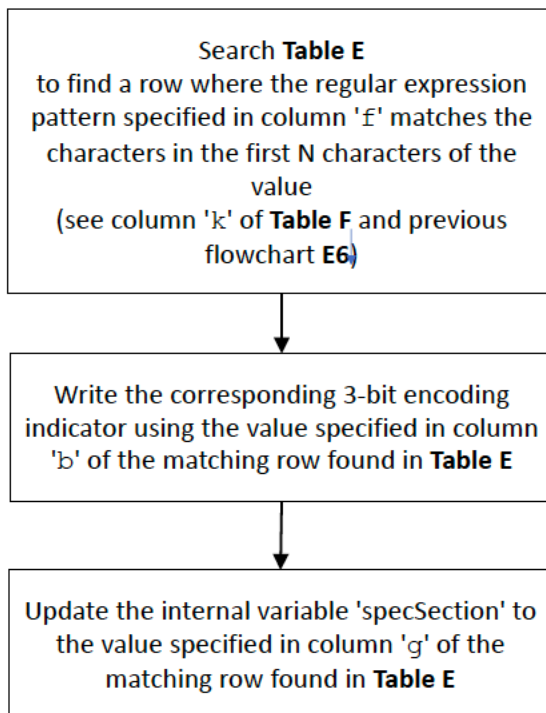 Search Table E
to find a row where the regular expression
pattern specified in column 'f' matches the
characters in the first N characters of the
value
(see column 'k' of Table F and previous
flowchart E6)
Write the corresponding 3-bit encoding
indicator using the value specified in column
'b' of the matching row found in Table E
Update the internal variable 'specSection' to
the value specified in column 'g' of the
matching row found in Table E